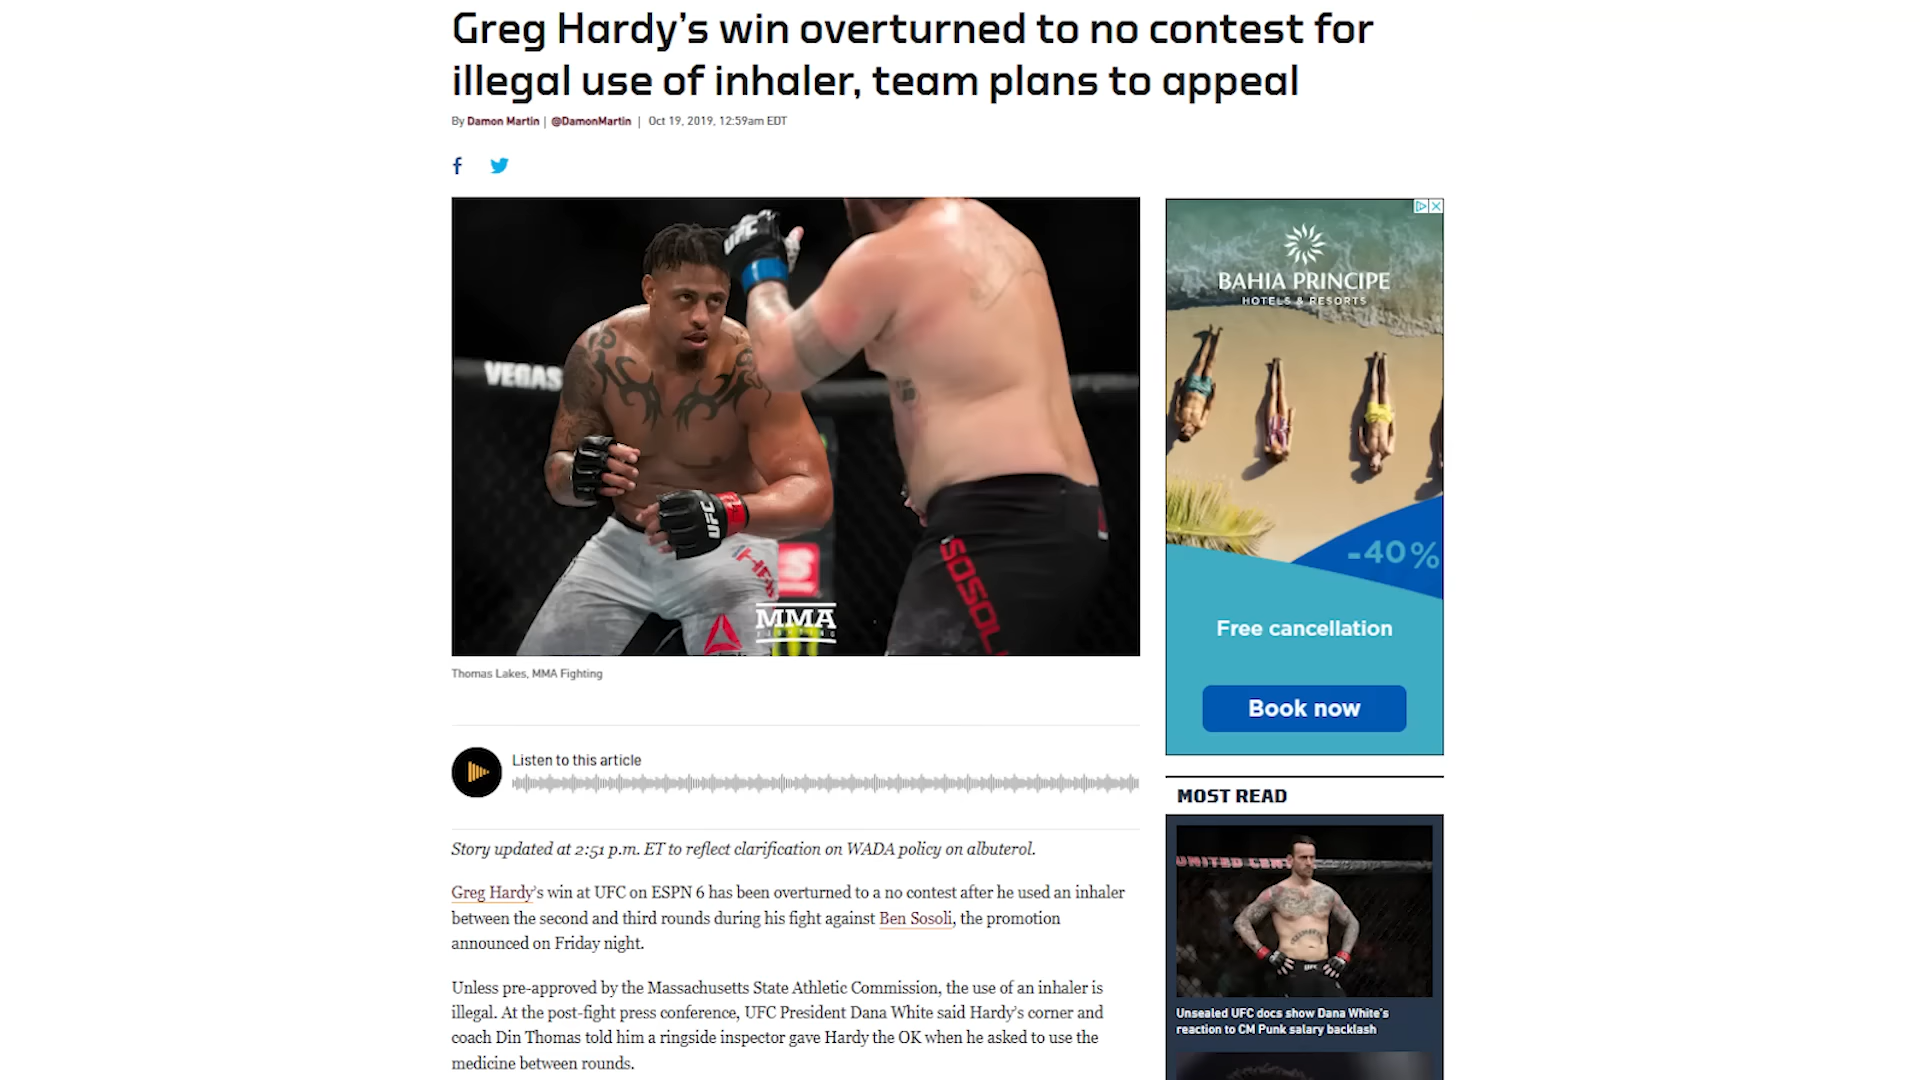 Greg Hardy’s win overturned to no contest for
illegal use of inhaler, team plans to appeal
By Damon Martin | @DamonMartin | Oct 19, 2019, 12:59am EDT
VEGAS
UFC
UFC
SOSOLI
MMA
FIGHTING
Thomas Lakes, MMA Fighting
Listen to this article
Story updated at 2:51 p.m. ET to reflect clarification on WADA policy on albuterol.
Greg Hardy’s win at UFC on ESPN 6 has been overturned to a no contest after he used an inhaler
between the second and third rounds during his fight against Ben Sosoli, the promotion
announced on Friday night.
Unless pre-approved by the Massachusetts State Athletic Commission, the use of an inhaler is
illegal. At the post-fight press conference, UFC President Dana White said Hardy’s corner and
coach Din Thomas told him a ringside inspector gave Hardy the OK when he asked to use the
medicine between rounds.
BAHIA PRINCIPE
HOTELS & RESORTS
-40%
Free cancellation
Book now
MOST READ
UNITED CEN
UFC
Unsealed UFC docs show Dana White’s
reaction to CM Punk salary backlash